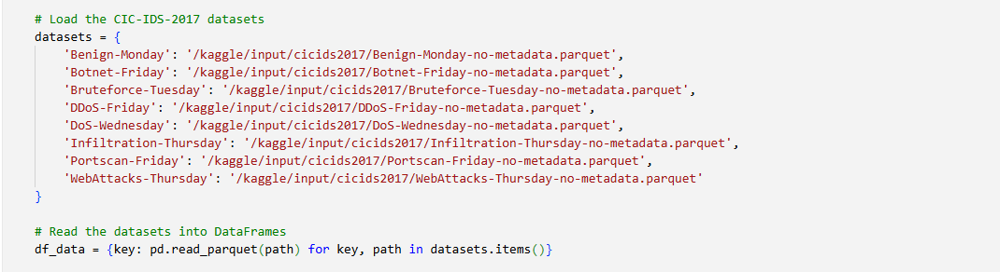 # Load the CIC-IDS-2017 datasets
datasets = {
    'Benign-Monday': '/kaggle/input/cicids2017/Benign-Monday-no-metadata.parquet',
    'Botnet-Friday': '/kaggle/input/cicids2017/Botnet-Friday-no-metadata.parquet',
    'Bruteforce-Tuesday': '/kaggle/input/cicids2017/Bruteforce-Tuesday-no-metadata.parquet',
    'DDoS-Friday': '/kaggle/input/cicids2017/DDoS-Friday-no-metadata.parquet',
    'DoS-Wednesday': '/kaggle/input/cicids2017/DoS-Wednesday-no-metadata.parquet',
    'Infiltration-Thursday': '/kaggle/input/cicids2017/Infiltration-Thursday-no-metadata.parquet',
    'Portscan-Friday': '/kaggle/input/cicids2017/Portscan-Friday-no-metadata.parquet',
    'WebAttacks-Thursday': '/kaggle/input/cicids2017/WebAttacks-Thursday-no-metadata.parquet'
}
# Read the datasets into DataFrames
df_data = {key: pd.read_parquet(path) for key, path in datasets.items()}